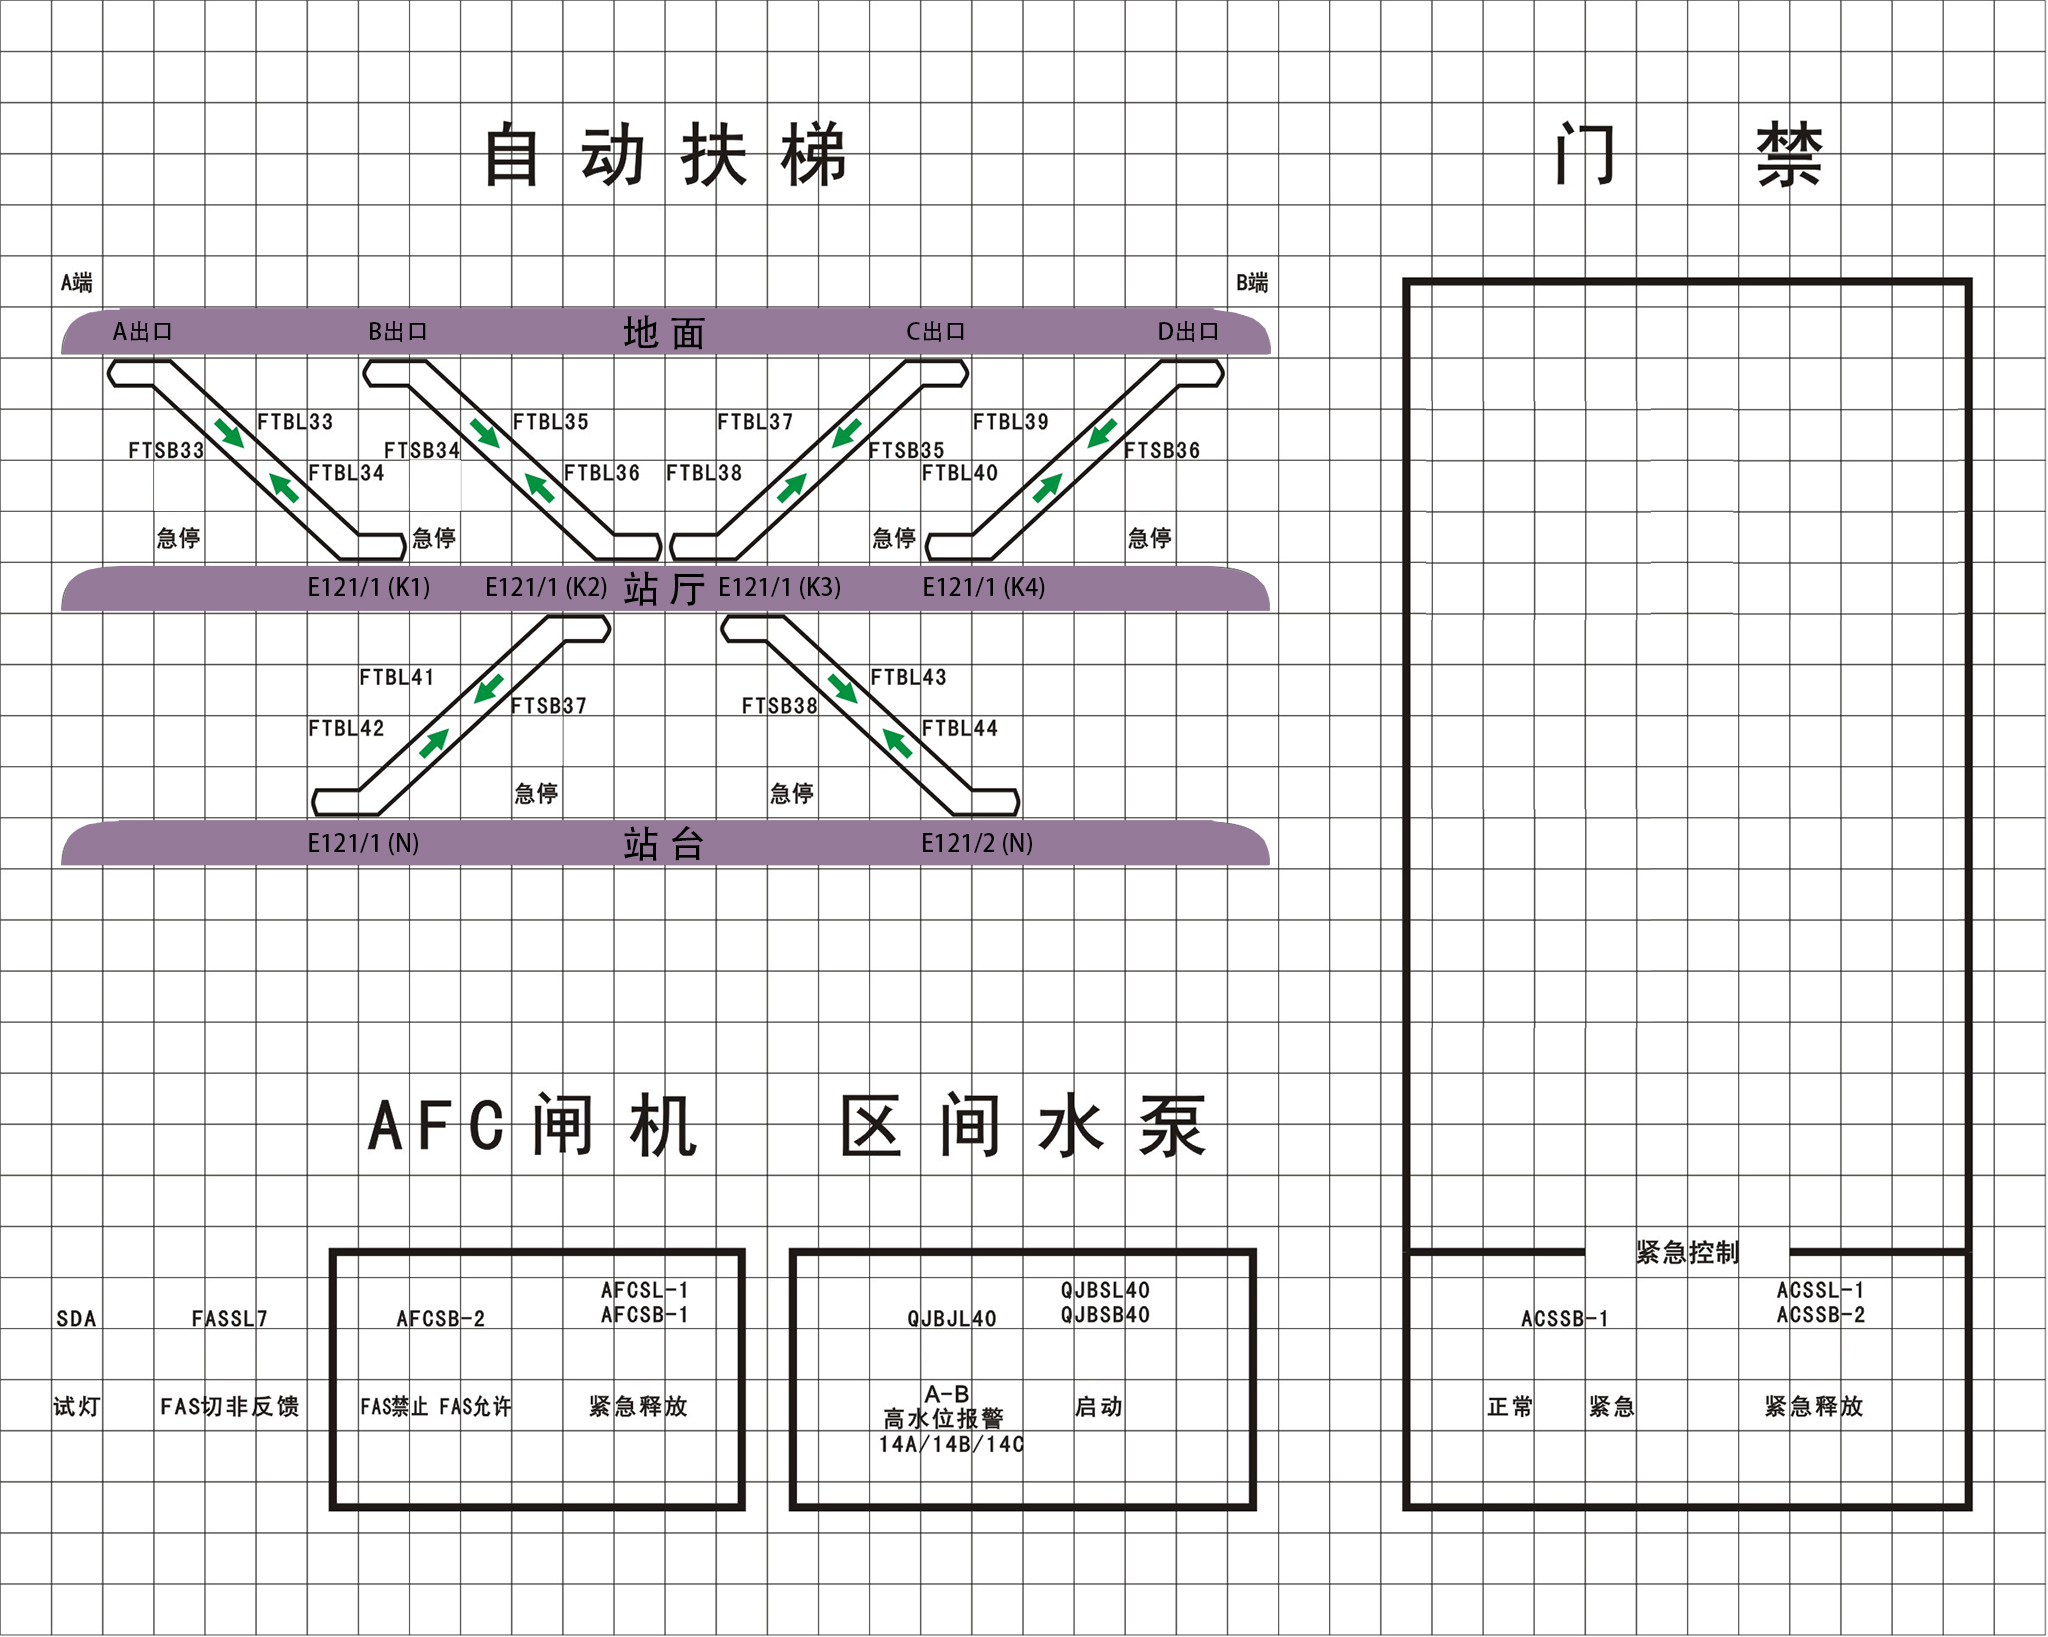 自动扶梯
门禁
A端
B端
A出口
B出口
地面
C出口
D出口
FTBL33
FTSB33
FTBL34
急停
FTBL35
FTSB34
FTBL36
急停
FTBL37
FTSB35
FTBL38
急停
FTBL39
FTSB36
FTBL40
急停
E121/1 (K1)
E121/1 (K2)
站厅
E121/1 (K3)
E121/1 (K4)
FTBL41
FTSB37
FTBL42
急停
FTBL43
FTSB38
FTBL44
急停
E121/1 (N)
站台
E121/2 (N)
AFC闸机
区间水泵
SDA
试灯
FASSL7
FAS切非反馈
AFCSB-2
FAS禁止 FAS允许
AFCSL-1
AFCSB-1
紧急释放
QJBJL40
A-B
高水位报警
14A/14B/14C
QJBSL40
QJBSB40
启动
紧急控制
ACSSB-1
正常
紧急
ACSSL-1
ACSSB-2
紧急释放